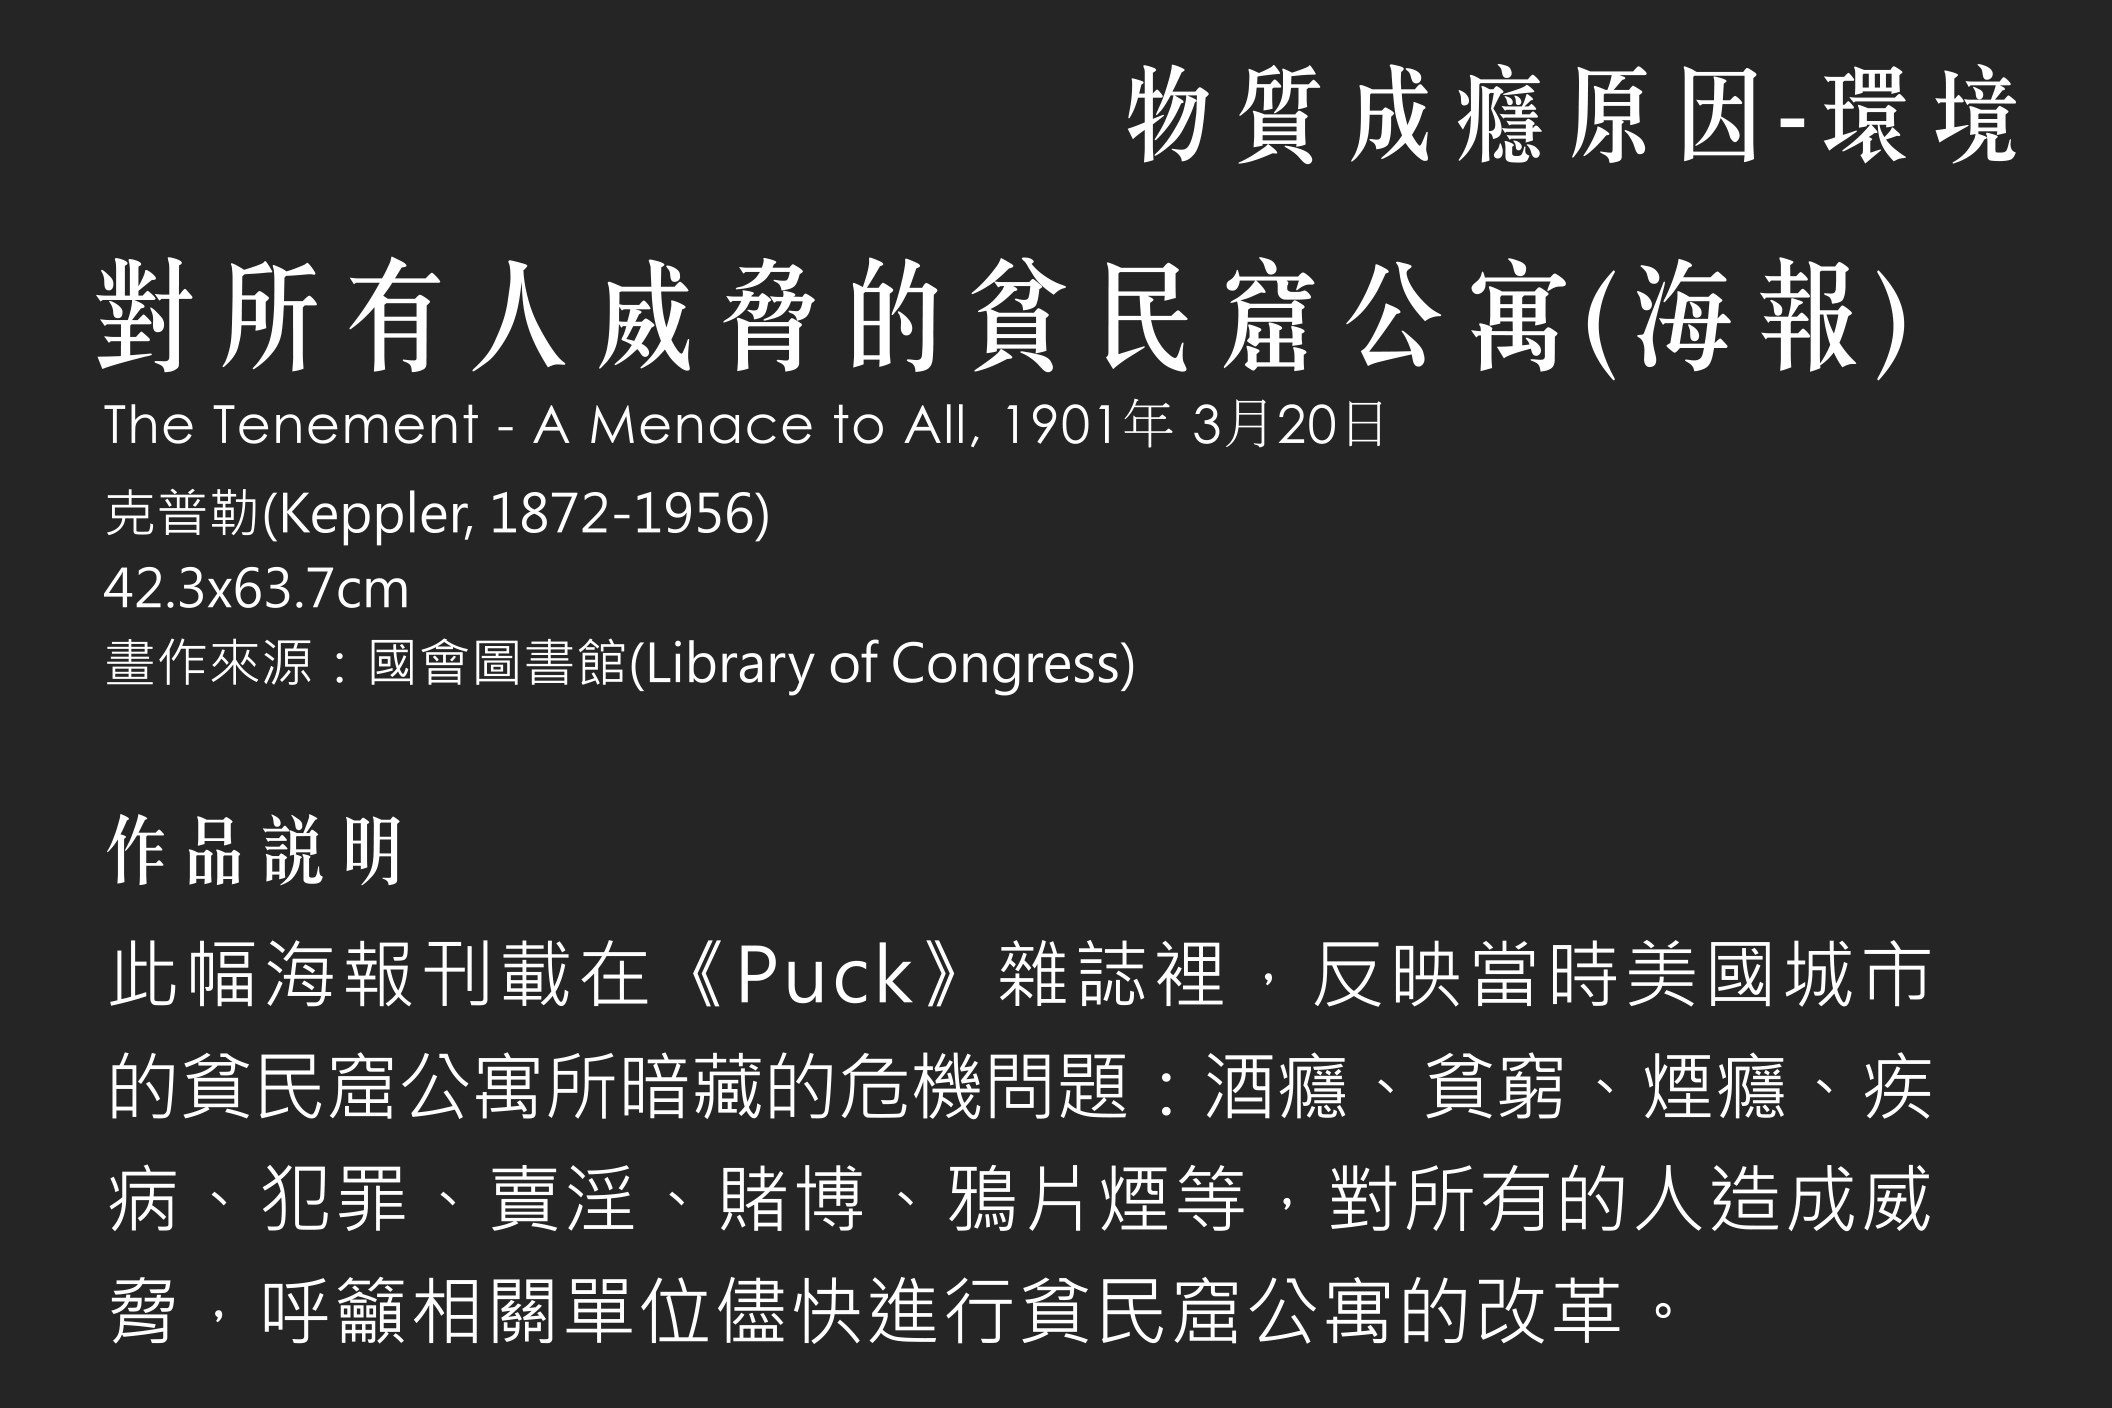 物質成癮原因-環境
對所有人威脅的貧民窟公寓(海報)
The Tenement - A Menace to All, 1901年 3月20日
克普勒(Keppler, 1872-1956)
42.3x63.7cm
畫作來源：國會圖書館(Library of Congress)
作品説明
此幅海報刊載在《Puck》雜誌裡，反映當時美國城市
的貧民窟公寓所暗藏的危機問題：酒癮、貧窮、煙癮、疾
病、犯罪、賣淫、賭博、鴉片煙等，對所有的人造成威
脅，呼籲相關單位儘快進行貧民窟公寓的改革。